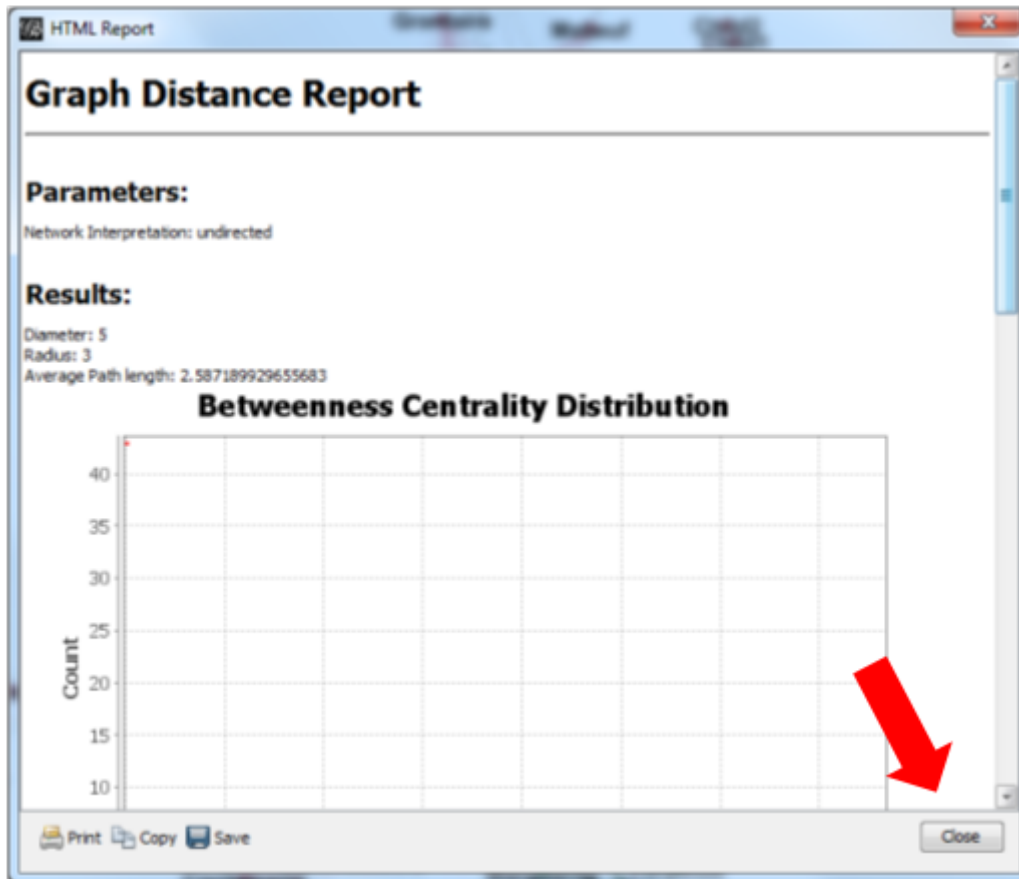 HTML Report
Graph Distance Report
Parameters:
Network Interpretation: undirected
Results:
Diameter: 5
Radius: 3
Average Path length: 2.587189929655683
Betweenness Centrality Distribution
40
35
30
25
20
15
10
Count
Print Copy Save
Close